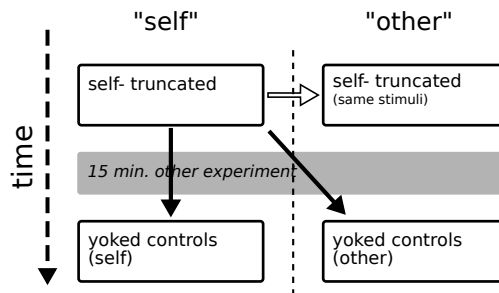 "self"
"other"
time
self- truncated
self- truncated
(same stimuli)
15 min. other experiment
yoked controls
(self)
yoked controls
(other)